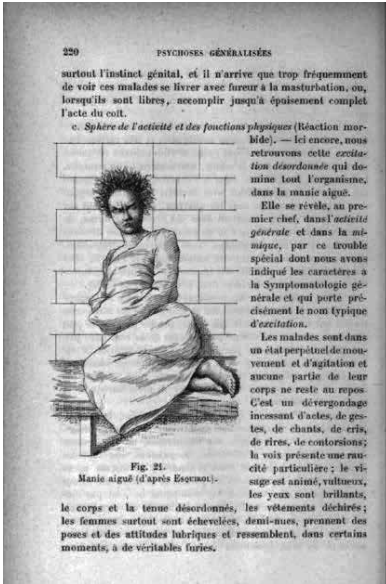 220 PSYCHOSES GÉNÉRALISÉES
surtout l'instinct génital, et il n'arrive que trop fréquemment
de voir ces malades se livrer avec fureur à la masturbation, ou,
lorsqu'ils sont libres, accomplir jusqu'à épuisement complet
l'acte du coït.
c. Sphère de l'activité et des fonctions physiques (Réaction mor-
bide). — Ici encore, nous
retrouvons cette excita-
tion désordonnée qui do-
mine tout l'organisme,
dans la manie aiguë.
Elle se révèle, au pre-
mier chef, dans l'activité
générale et dans la mi-
mique, par ce trouble
spécial dont nous avons
indiqué les caractères a
la Symptomatologie gé-
nérale et qui porte pré-
cisément le nom typique
d'excitation.
Les malades sont dans
un état perpétuel de mou-
vement et d'agitation et
aucune partie de leur
corps ne reste au repos
C'est un dévergondage
incessant d'actes, de ges-
tes, de chants, de cris,
de rires, de contorsions;
la voix présente une rau-
cité particulière ; le vi-
sage est animé, vultueux,
les yeux sont brillants,
Fig. 21.
Manie aiguë (d'après Esquirol).
le corps et la tenue désordonnés, les vêtements déchirés ;
les femmes surtout sont échevelées, demi-nues, prennent des
poses et des attitudes lubriques et ressemblent, dans certains
moments, à de véritables furies.